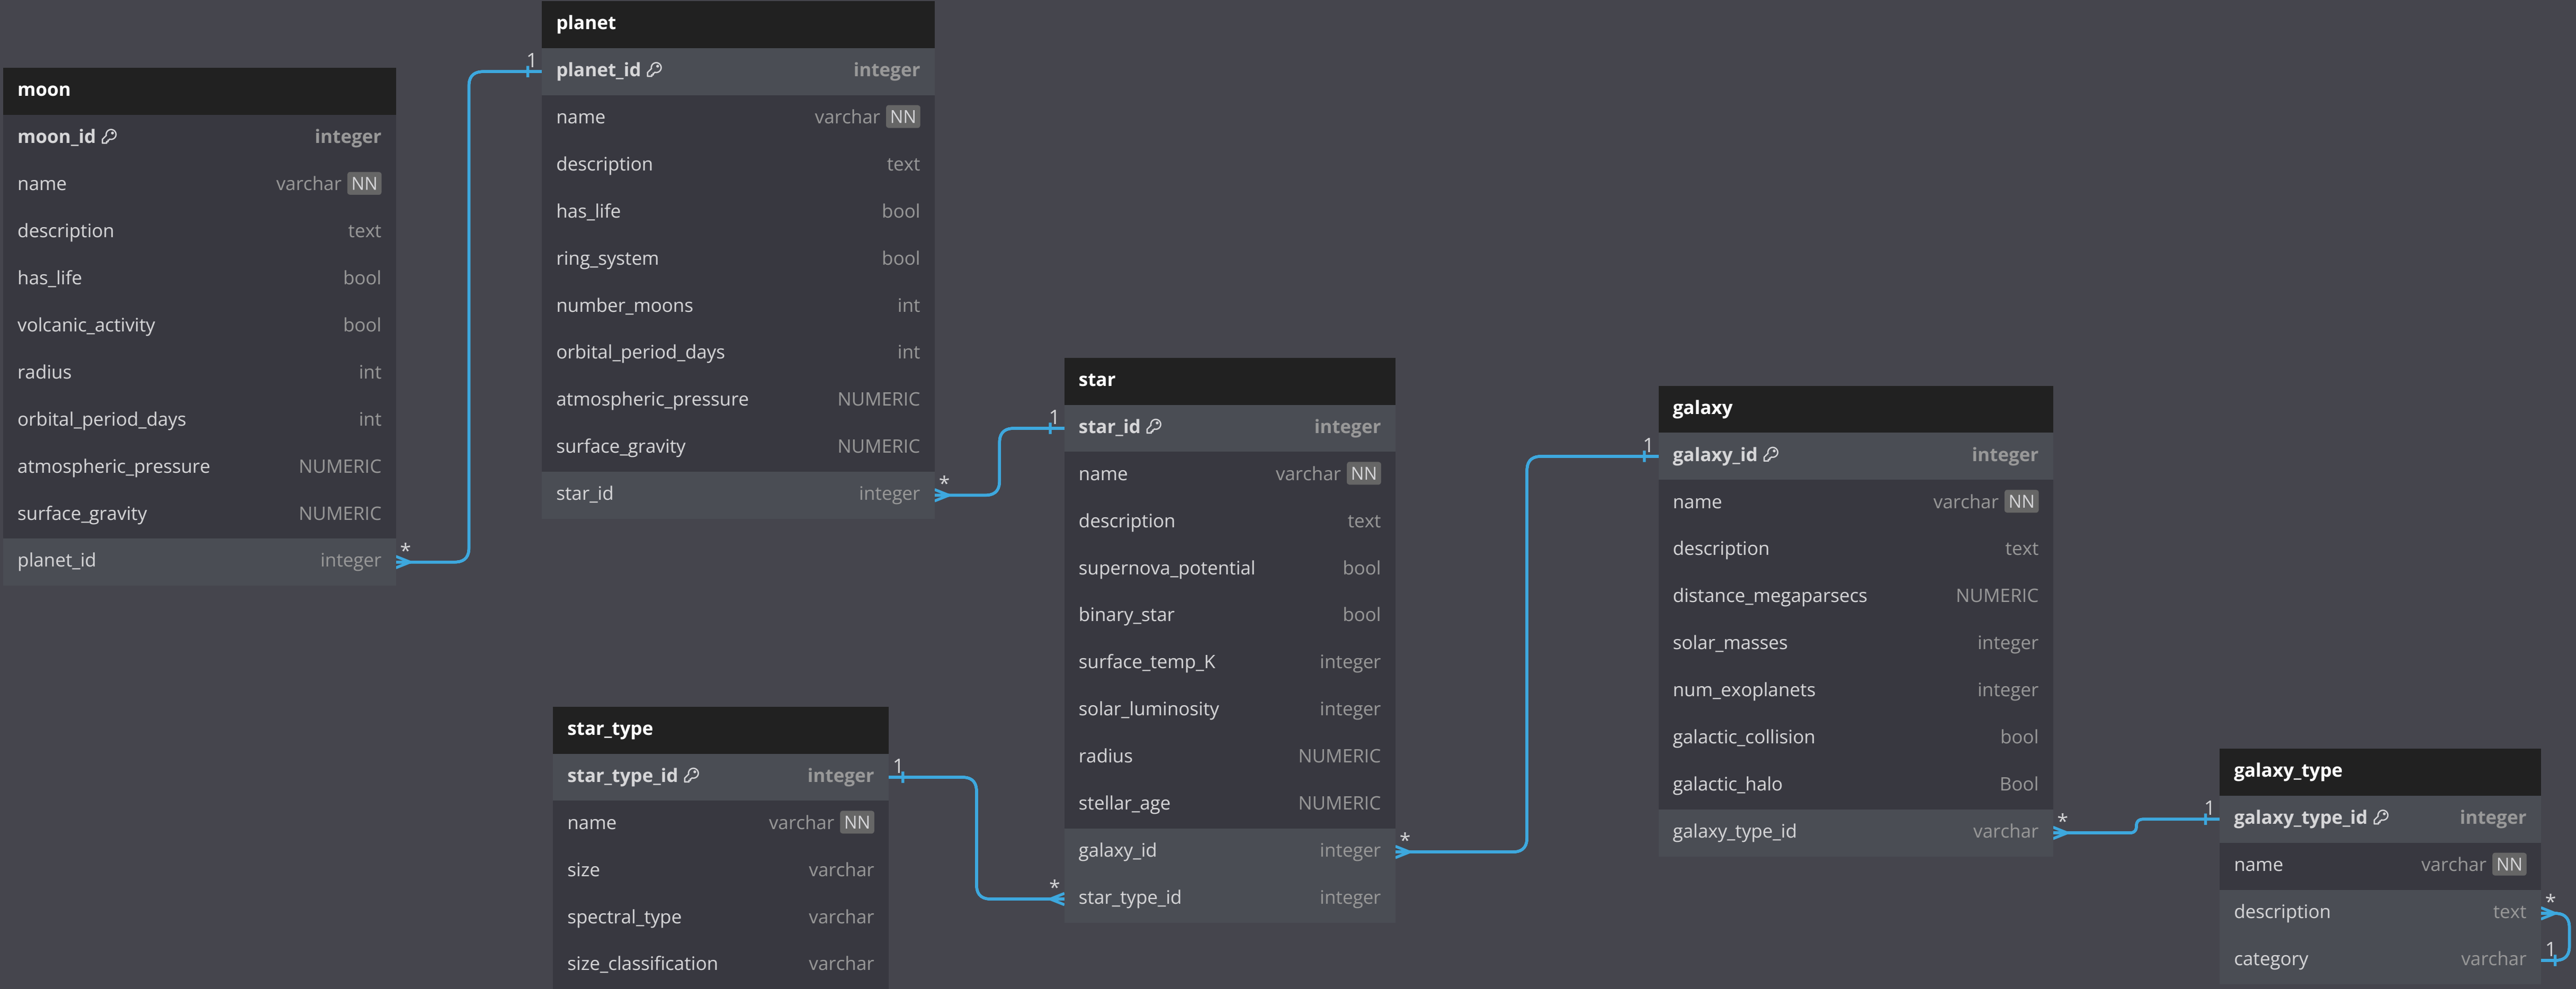 moon
moon_id integer
name varchar NN
description text
has_life bool
volcanic_activity bool
radius int
orbital_period_days int
atmospheric_pressure NUMERIC
surface_gravity NUMERIC
planet_id integer
*
1
planet
planet_id integer
name varchar NN
description text
has_life bool
ring_system bool
number_moons int
orbital_period_days int
atmospheric_pressure NUMERIC
surface_gravity NUMERIC
star_id integer
*
1
star
star_id integer
name varchar NN
description text
supernova_potential bool
binary_star bool
surface_temp_K integer
solar_luminosity integer
radius NUMERIC
stellar_age NUMERIC
galaxy_id integer
star_type_id integer
*
*
star_type
star_type_id integer
name varchar NN
size varchar
spectral_type varchar
size_classification varchar
1
1
galaxy
galaxy_id integer
name varchar NN
description text
distance_megaparsecs NUMERIC
solar_masses integer
num_exoplanets integer
galactic_collision bool
galactic_halo Bool
galaxy_type_id varchar
*
1
galaxy_type
galaxy_type_id integer
name varchar NN
description text
category varchar
*
1